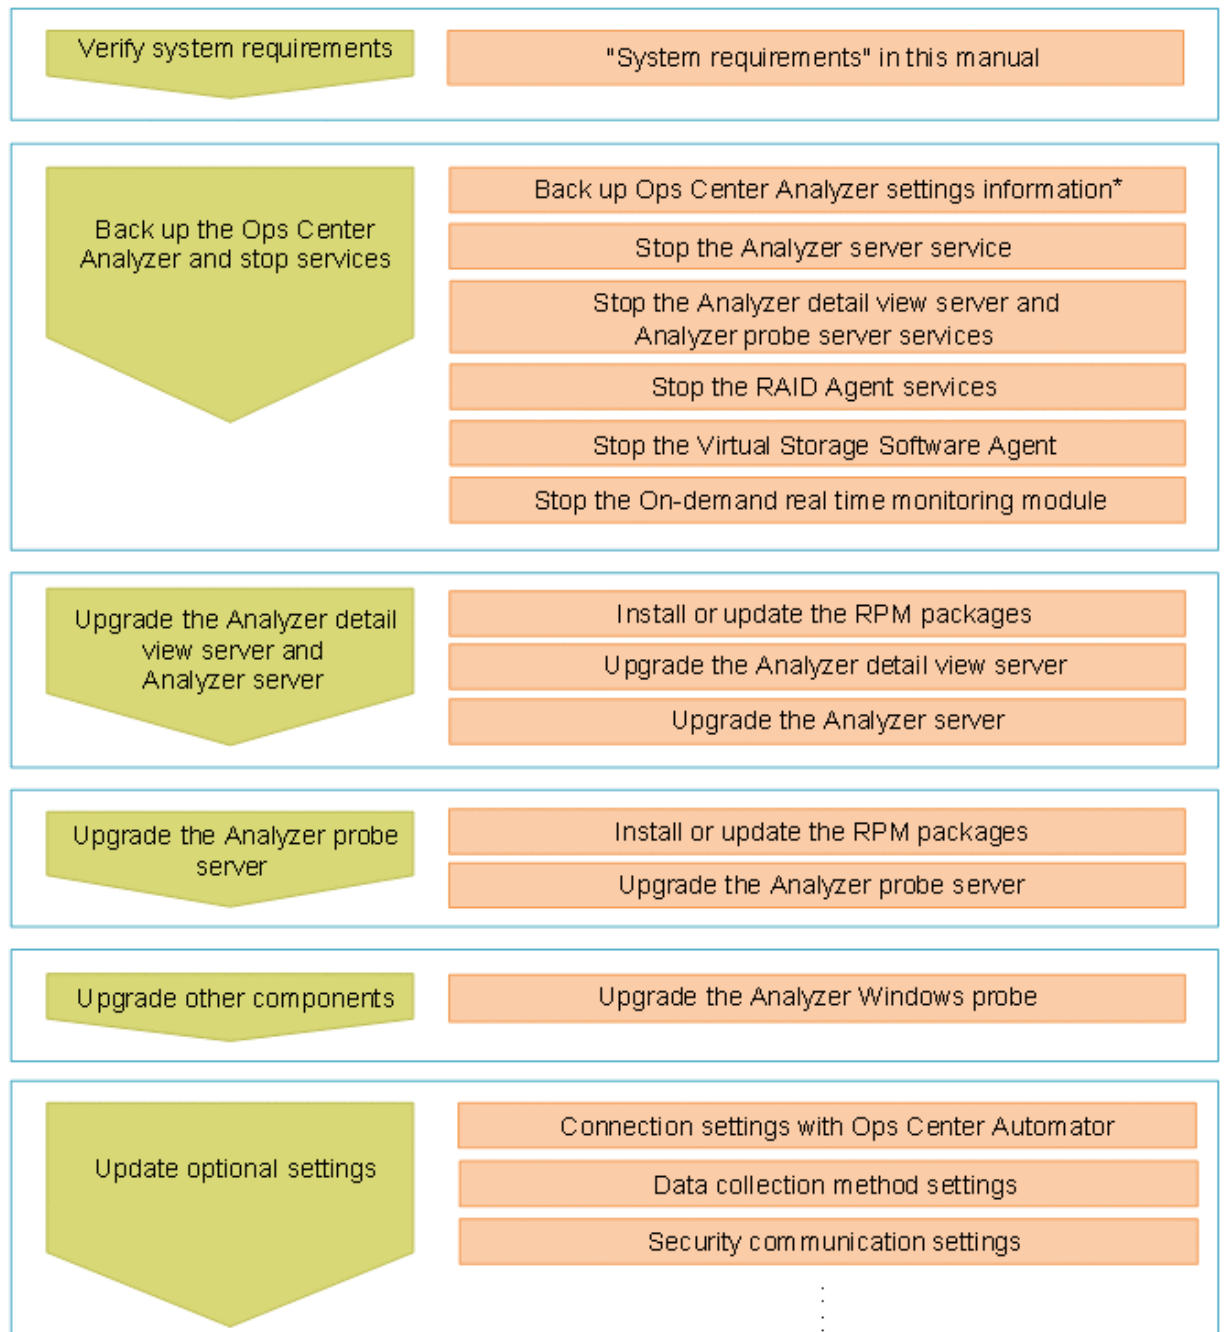 Verify system requirements
"System requirements" in this manual
Back up the Ops Center
Analyzer and stop services
Back up Ops Center Analyzer settings information*
Stop the Analyzer server service
Stop the Analyzer detail view server and
Analyzer probe server services
Stop the RAID Agent services
Stop the Virtual Storage Software Agent
Stop the On-demand real time monitoring module
Upgrade the Analyzer detail
view server and
Analyzer server
Install or update the RPM packages
Upgrade the Analyzer detail view server
Upgrade the Analyzer server
Upgrade the Analyzer probe
server
Install or update the RPM packages
Upgrade the Analyzer probe server
Upgrade other components
Upgrade the Analyzer Windows probe
Update optional settings
Connection settings with Ops Center Automator
Data collection method settings
Security communication settings